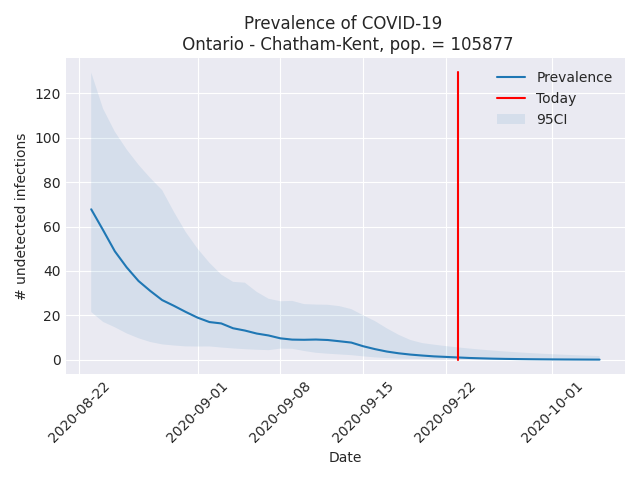 Prevalence of COVID-19
Ontario - Chatham-Kent, pop. = 105877
Prevalence
Today
95CI
# undetected infections
120
100
80
60
40
20
0
2020-08-22
2020-09-01
2020-09-08
2020-09-15
2020-09-22
2020-10-01
Date